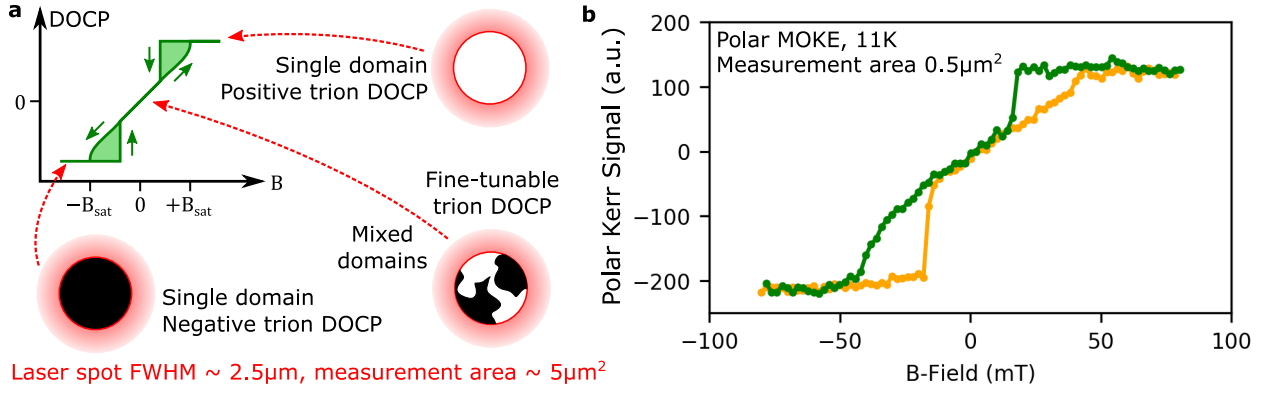 a
DOCP
0
−B_sat
0
+B_sat
B
Single domain
Positive trion DOCP
Fine-tunable
trion DOCP
Mixed
domains
Single domain
Negative trion DOCP
Laser spot FWHM ~ 2.5μm, measurement area ~ 5μm²
b
Polar MOKE, 11K
Measurement area 0.5μm²
Polar Kerr Signal (a.u.)
100
0
−100
−200
−100
−50
0
50
100
B-Field (mT)